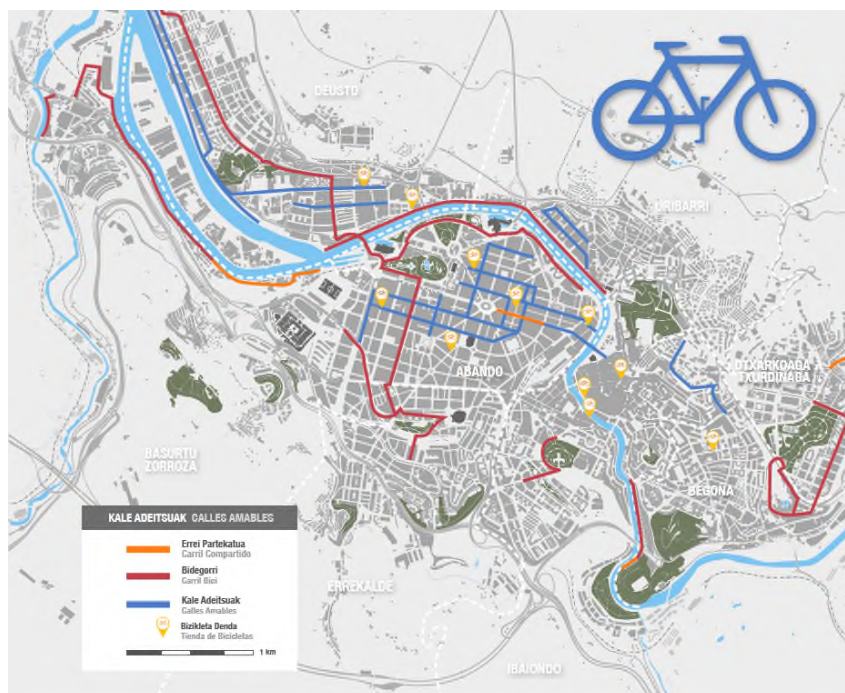 DEUSTO
URIBARRI
OTXARKOAGA
TXURDINAGA
ABANDO
BASURTU
ZORROZA
BEGOÑA
KALE ADEITSUAK CALLES AMABLES
Errei Partekatua
Carril Compartido
Bidegorri
Carril Bici
Kale Adeitsuak
Calles Amables
Bizikleta Denda
Tienda de Bicicletas
1 km
ERREKALDE
IBAIONDO